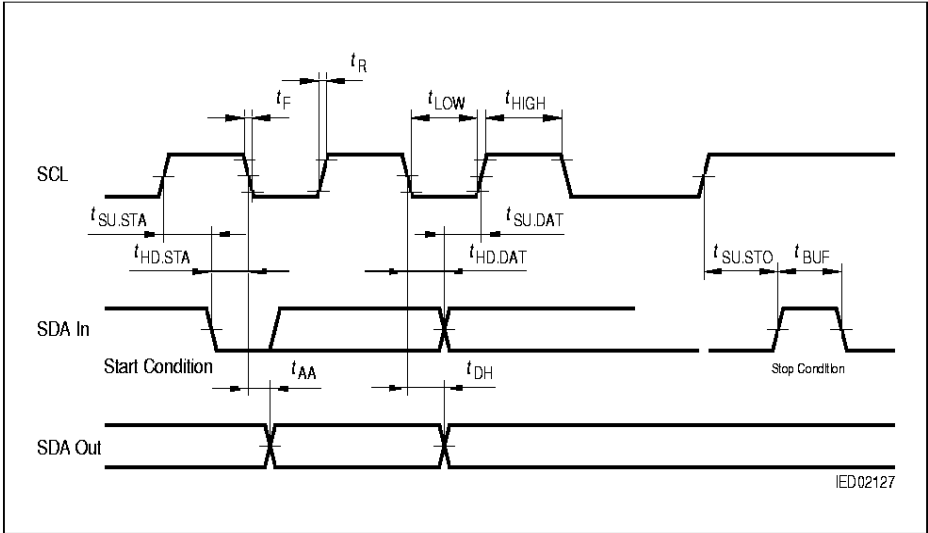 tR
tF
tLOW
tHIGH
SCL
tSU.STA
tSU.DAT
tHD.STA
tHD.DAT
tSU.STO
tBUF
SDA In
Start Condition
Stop Condition
tAA
tDH
SDA Out
IED02127